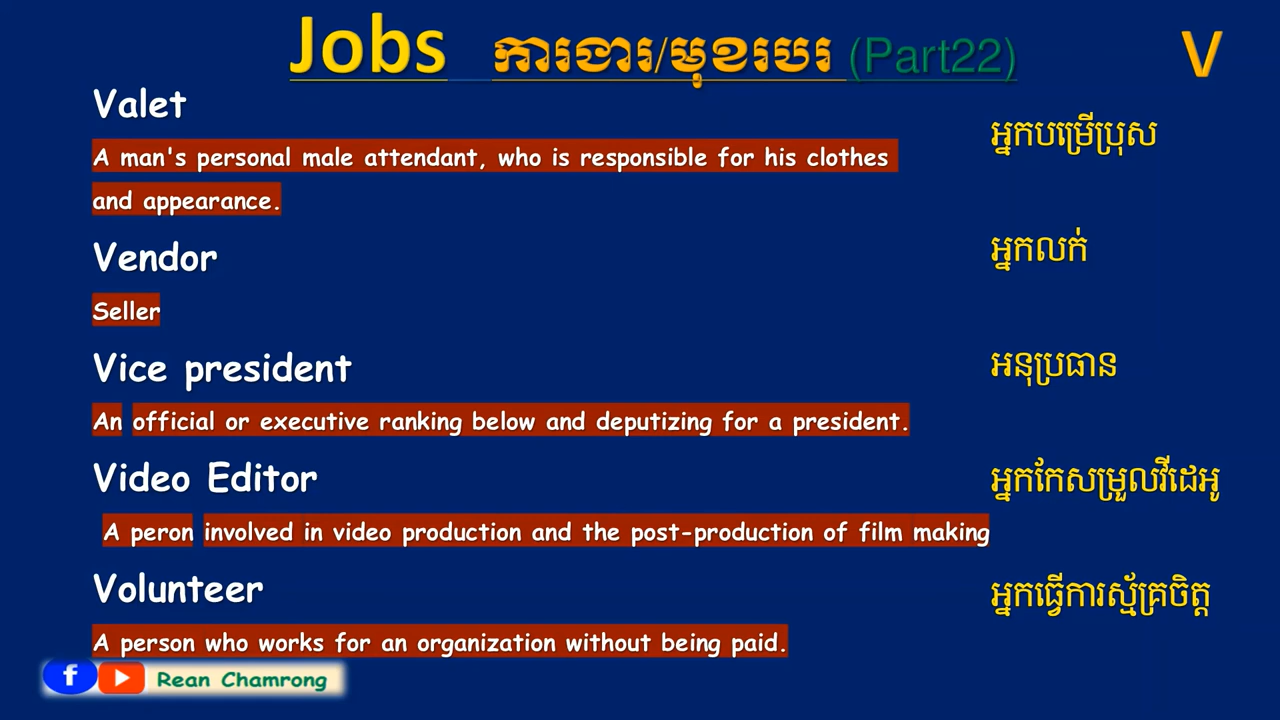 Jobs ការងារ/មុខរបរ (Part22) V
Valet
អ្នកបម្រើប្រុស
A man's personal male attendant, who is responsible for his clothes
and appearance.
Vendor
អ្នកលក់
Seller
Vice president
អនុប្រធាន
An official or executive ranking below and deputizing for a president.
Video Editor
អ្នកកែសម្រួលវីដេអូ
A peron involved in video production and the post-production of film making
Volunteer
អ្នកធ្វើការស្ម័គ្រចិត្ត
A person who works for an organization without being paid.
f Rean Chamrong